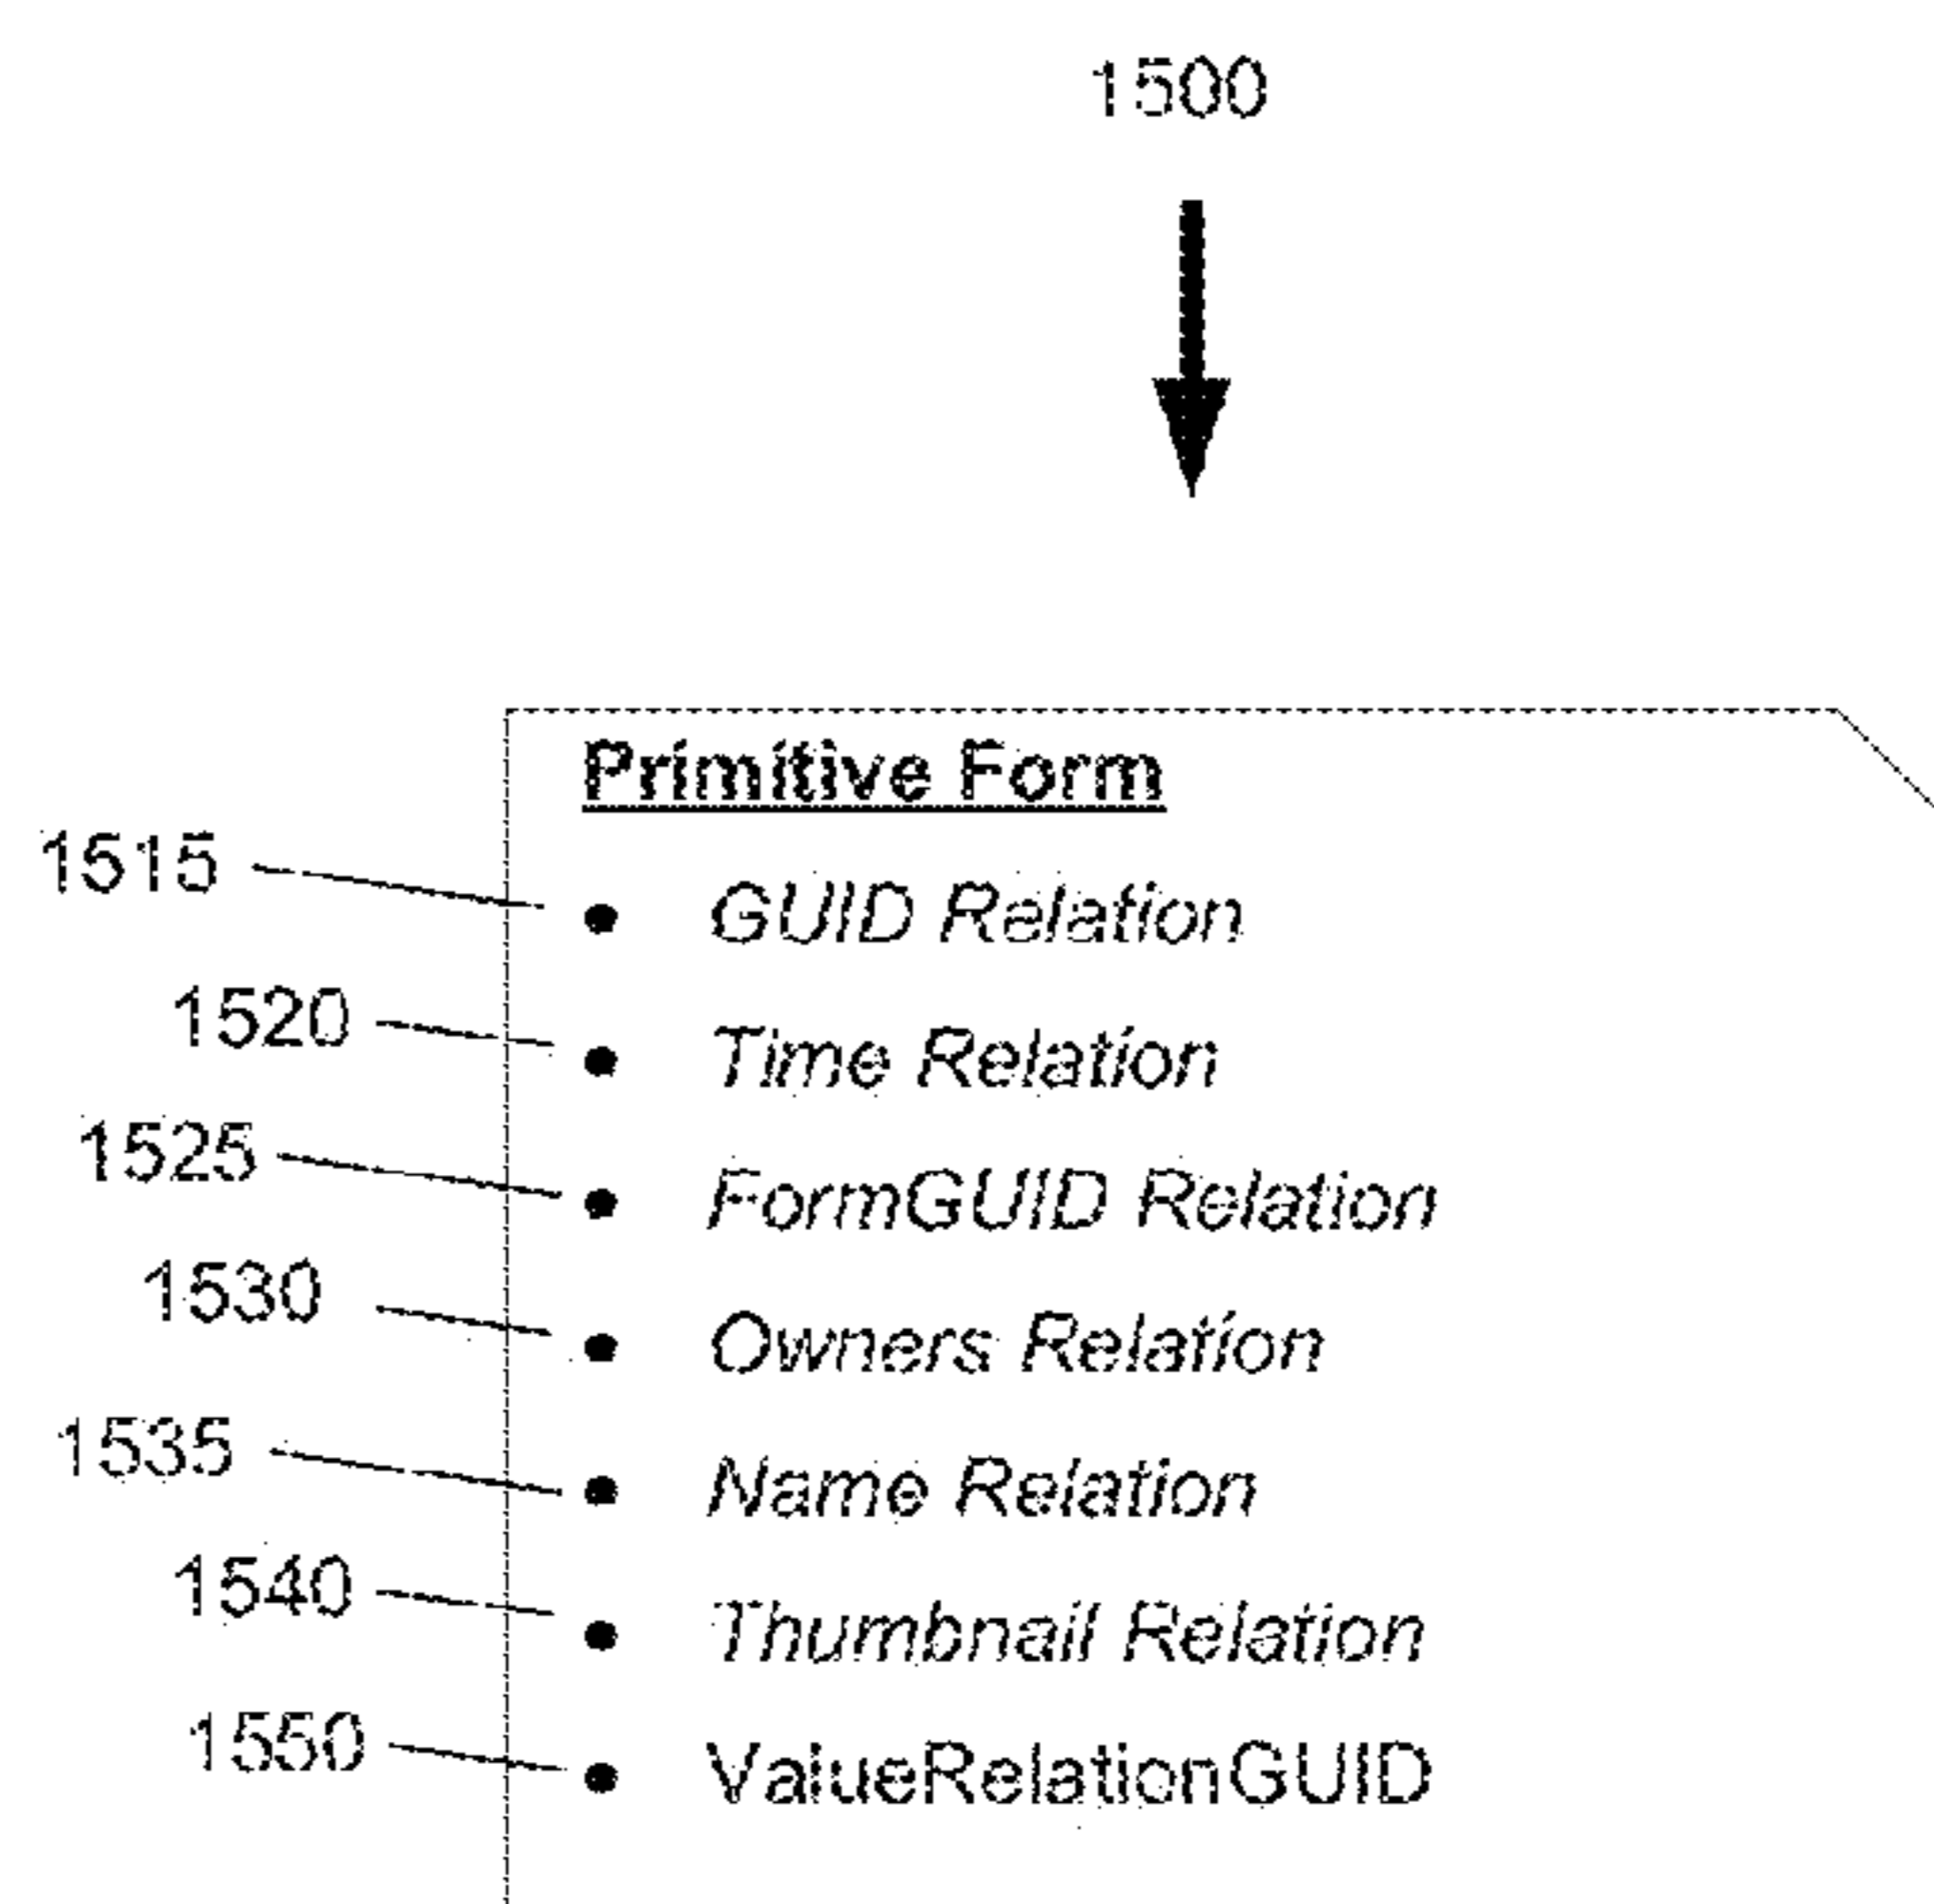 1500
Primitive Form
1515 • GUID Relation
1520 • Time Relation
1525 • FormGUID Relation
1530 • Owners Relation
1535 • Name Relation
1540 • Thumbnail Relation
1550 • ValueRelationGUID